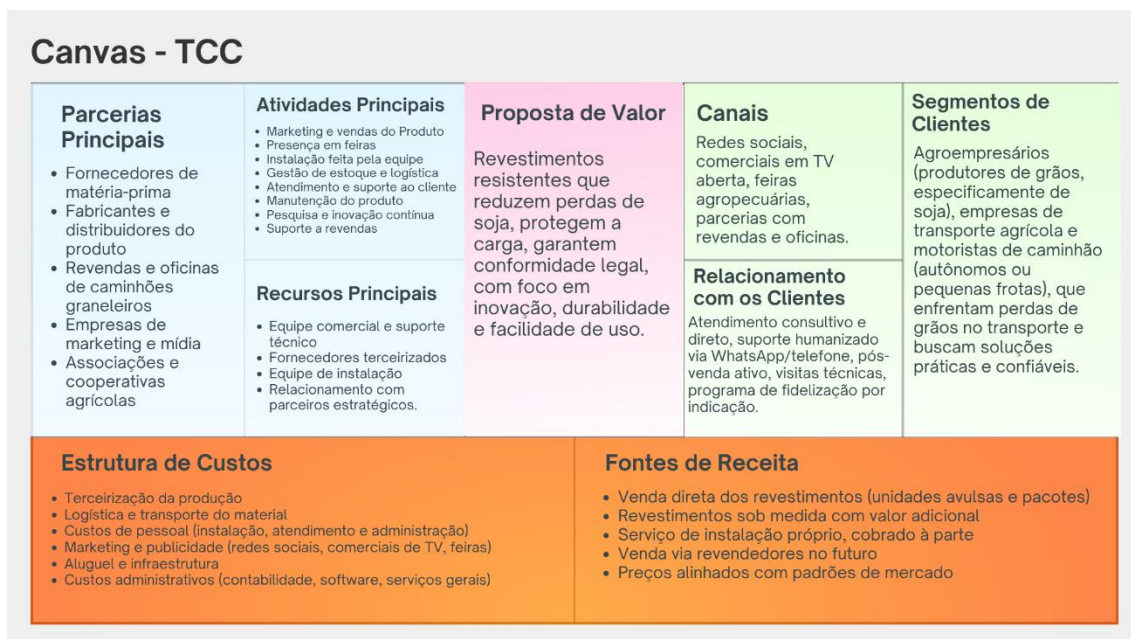 Canvas - TCC
Parcerias
Principais
• Fornecedores de
matéria-prima
• Fabricantes e
distribuidores do
produto
• Revendas e oficinas
de caminhões
graneleiros
• Empresas de
marketing e mídia
• Associações e
cooperativas
agrícolas
Atividades Principais
• Marketing e vendas do Produto
• Presença em feiras
• Instalação feita pela equipe
• Gestão de estoque e logística
• Atendimento e suporte ao cliente
• Manutenção do produto
• Pesquisa e inovação contínua
• Suporte a revendas
Recursos Principais
• Equipe comercial e suporte
técnico
• Fornecedores terceirizados
• Equipe de instalação
• Relacionamento com
parceiros estratégicos.
Proposta de Valor
Revestimentos
resistentes que
reduzem perdas de
soja, protegem a
carga, garantem
conformidade legal,
com foco em
inovação, durabilidade
e facilidade de uso.
Canais
Redes sociais,
comerciais em TV
aberta, feiras
agropecuárias,
parcerias com
revendas e oficinas.
Relacionamento
com os Clientes
Atendimento consultivo e
direto, suporte humanizado
via WhatsApp/telefone, pós-
venda ativo, visitas técnicas,
programa de fidelização por
indicação.
Segmentos de
Clientes
Agroempresários
(produtores de grãos,
especificamente de
soja), empresas de
transporte agrícola e
motoristas de caminhão
(autônomos ou
pequenas frotas), que
enfrentam perdas de
grãos no transporte e
buscam soluções
práticas e confiáveis.
Estrutura de Custos
• Terceirização da produção
• Logística e transporte do material
• Custos de pessoal (instalação, atendimento e administração)
• Marketing e publicidade (redes sociais, comerciais de TV, feiras)
• Aluguel e infraestrutura
• Custos administrativos (contabilidade, software, serviços gerais)
Fontes de Receita
• Venda direta dos revestimentos (unidades avulsas e pacotes)
• Revestimentos sob medida com valor adicional
• Serviço de instalação próprio, cobrado à parte
• Venda via revendedores no futuro
• Preços alinhados com padrões de mercado